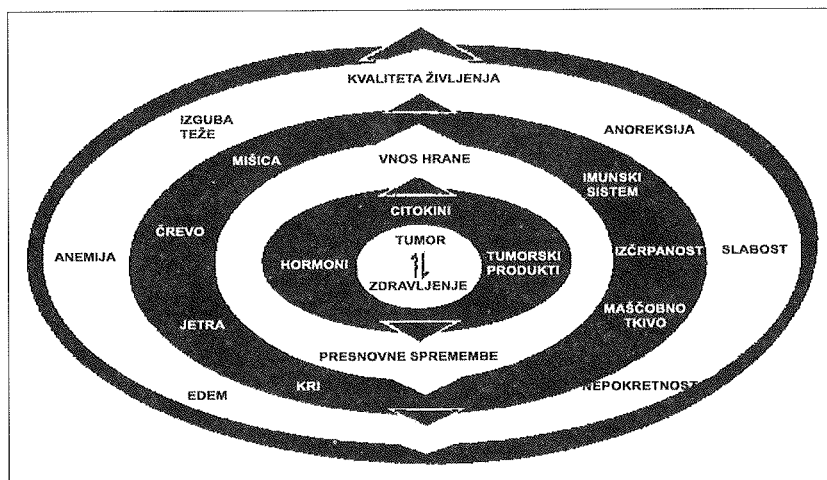 KVALITETA ŽIVLJENJA
IZGUBA
TEŽE
ANOREKSIJA
MIŠICA
VNOS HRANE
IMUNSKI
SISTEM
CITOKINI
ČREVO
TUMOR
ANEMIJA
HORMONI
TUMORSKI
PRODUKTI
IZČRPANOST
SLABOST
ZDRAVLJENJE
MAŠČOBNO
TKIVO
JETRA
PRESNOVNE SPREMEMBE
KRI
NEPOKRETNOST
EDEM